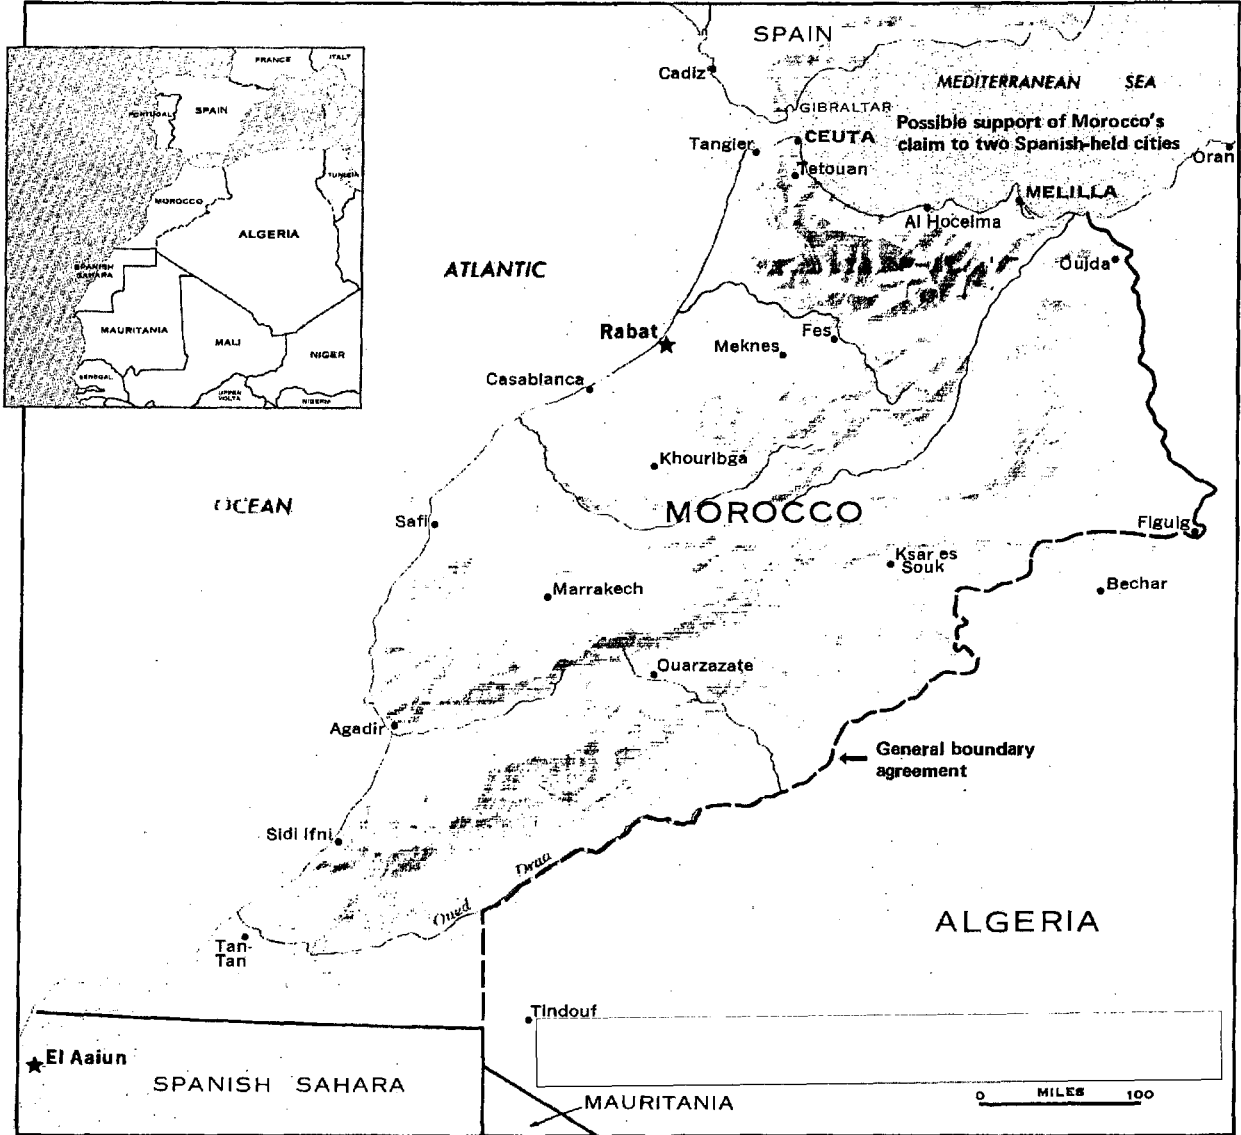 SPAIN
Cadiz
MEDITERRANEAN SEA
GIBRALTAR
Possible support of Morocco's
claim to two Spanish-held cities
Tangier
CEUTA
Oran
Tetouan
MELILLA
Al Hoceima
Oujda
FRANCE
ITALY
PORTUGAL
SPAIN
TUNISIA
MOROCCO
ALGERIA
SPANISH
SAHARA
MAURITANIA
MALI
NIGER
SENEGAL
UPPER
VOLTA
NIGERIA
ATLANTIC
OCEAN
Rabat
Fes
Meknes
Casablanca
Khouribga
MOROCCO
Safi
Figuig
Ksar es
Souk
Bechar
Marrakech
Ouarzazate
Agadir
General boundary
agreement
Sidi Ifni
Draa
Oued
ALGERIA
Tan-
Tan
Tindouf
El Aaiun
SPANISH SAHARA
MAURITANIA
0 MILES 100